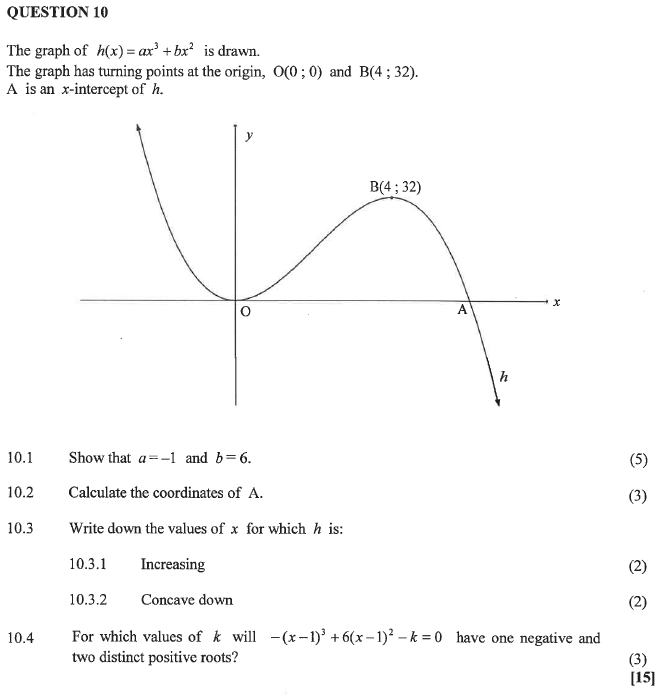 QUESTION 10
The graph of h(x) = ax³ + bx² is drawn.
The graph has turning points at the origin, O(0 ; 0) and B(4 ; 32).
A is an x-intercept of h.
y
B(4 ; 32)
x
O
A
h
10.1 Show that a = −1 and b = 6. (5)
10.2 Calculate the coordinates of A. (3)
10.3 Write down the values of x for which h is:
10.3.1 Increasing (2)
10.3.2 Concave down (2)
10.4 For which values of k will −(x−1)³ + 6(x−1)² − k = 0 have one negative and
two distinct positive roots? (3)
[15]